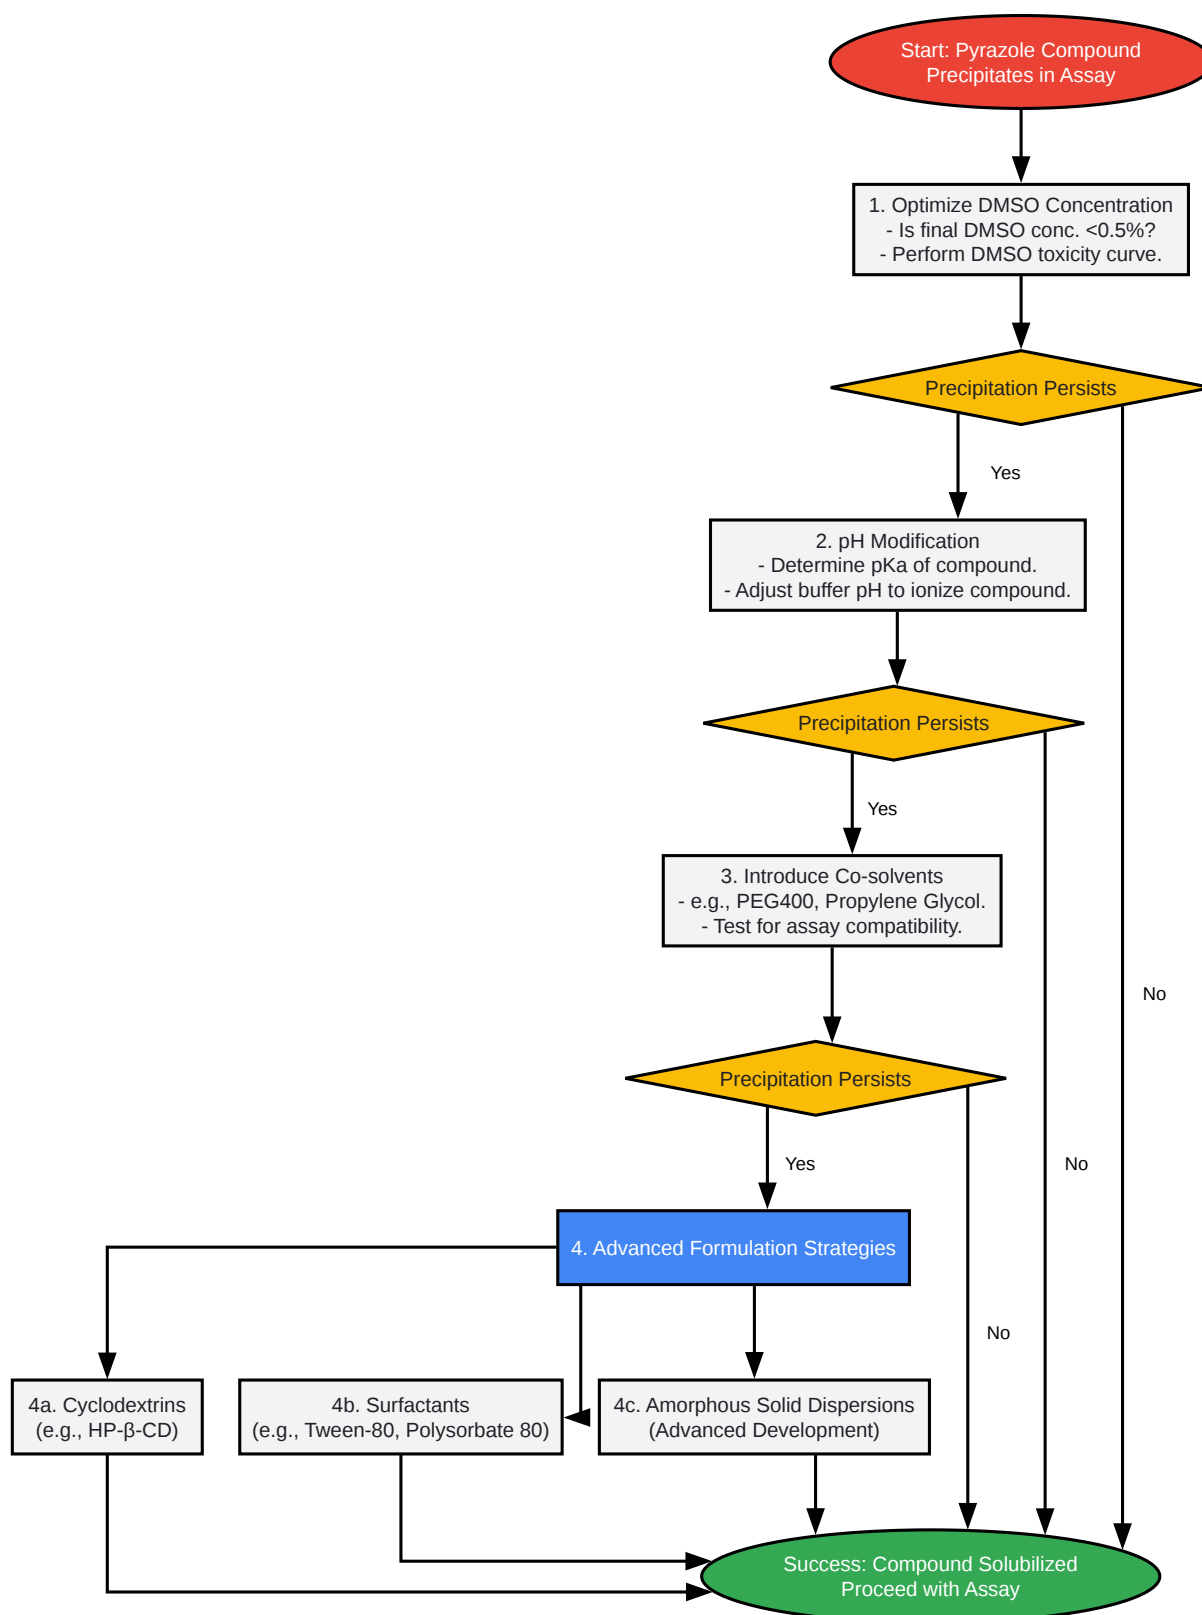 Start: Pyrazole Compound
Precipitates in Assay
1. Optimize DMSO Concentration
- Is final DMSO conc. <0.5%?
- Perform DMSO toxicity curve.
Precipitation Persists
Yes
2. pH Modification
- Determine pKa of compound.
- Adjust buffer pH to ionize compound.
Precipitation Persists
Yes
3. Introduce Co-solvents
- e.g., PEG400, Propylene Glycol.
- Test for assay compatibility.
No
Precipitation Persists
Yes
No
4. Advanced Formulation Strategies
No
4a. Cyclodextrins
(e.g., HP-β-CD)
4b. Surfactants
(e.g., Tween-80, Polysorbate 80)
4c. Amorphous Solid Dispersions
(Advanced Development)
Success: Compound Solubilized
Proceed with Assay